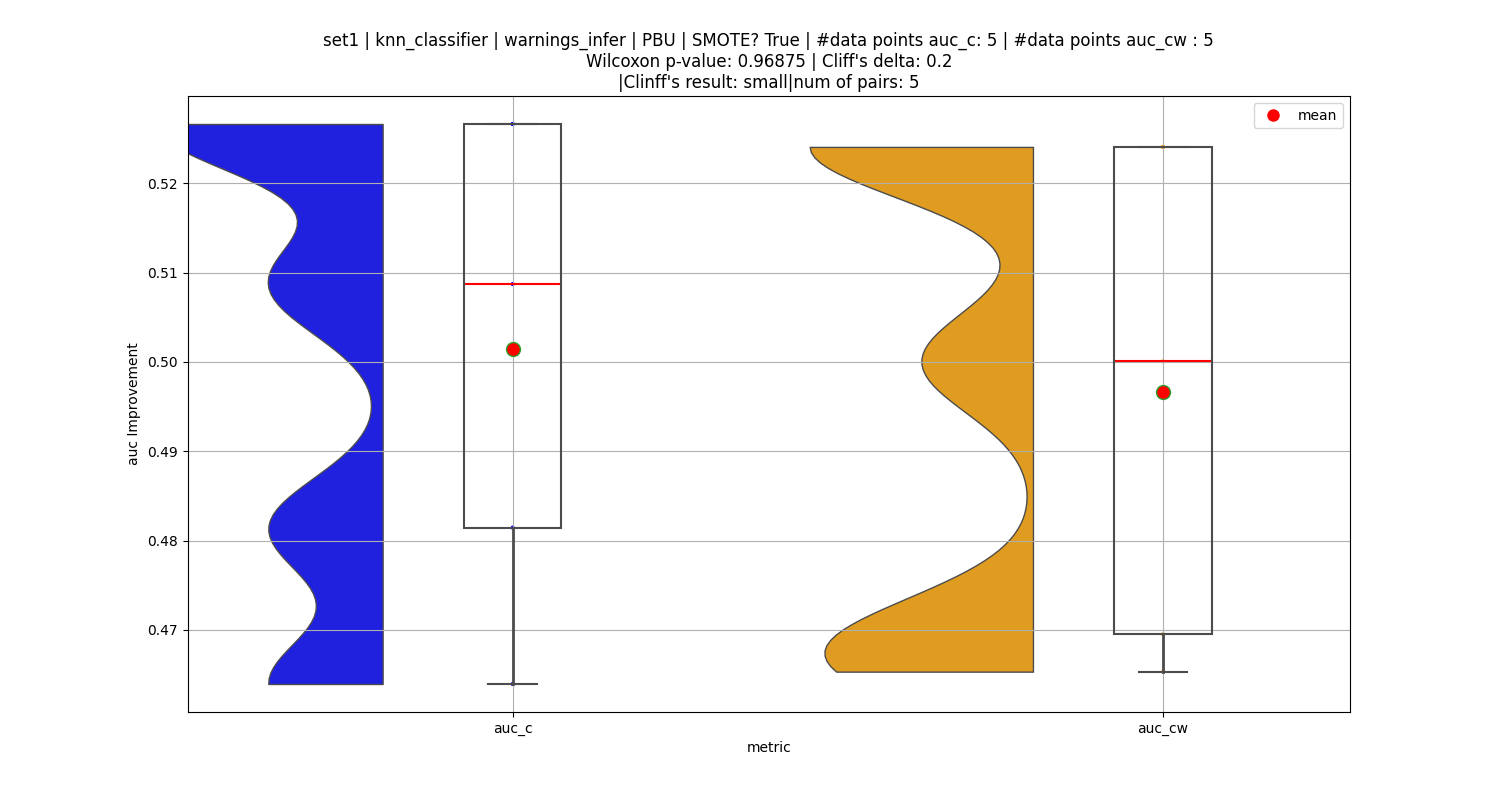 set1 | knn_classifier | warnings_infer | PBU | SMOTE? True | #data points auc_c: 5 | #data points auc_cw : 5
Wilcoxon p-value: 0.96875 | Cliff's delta: 0.2
|Clinff's result: small|num of pairs: 5
mean
0.52
0.51
0.50
0.49
0.48
0.47
auc Improvement
auc_c
auc_cw
metric